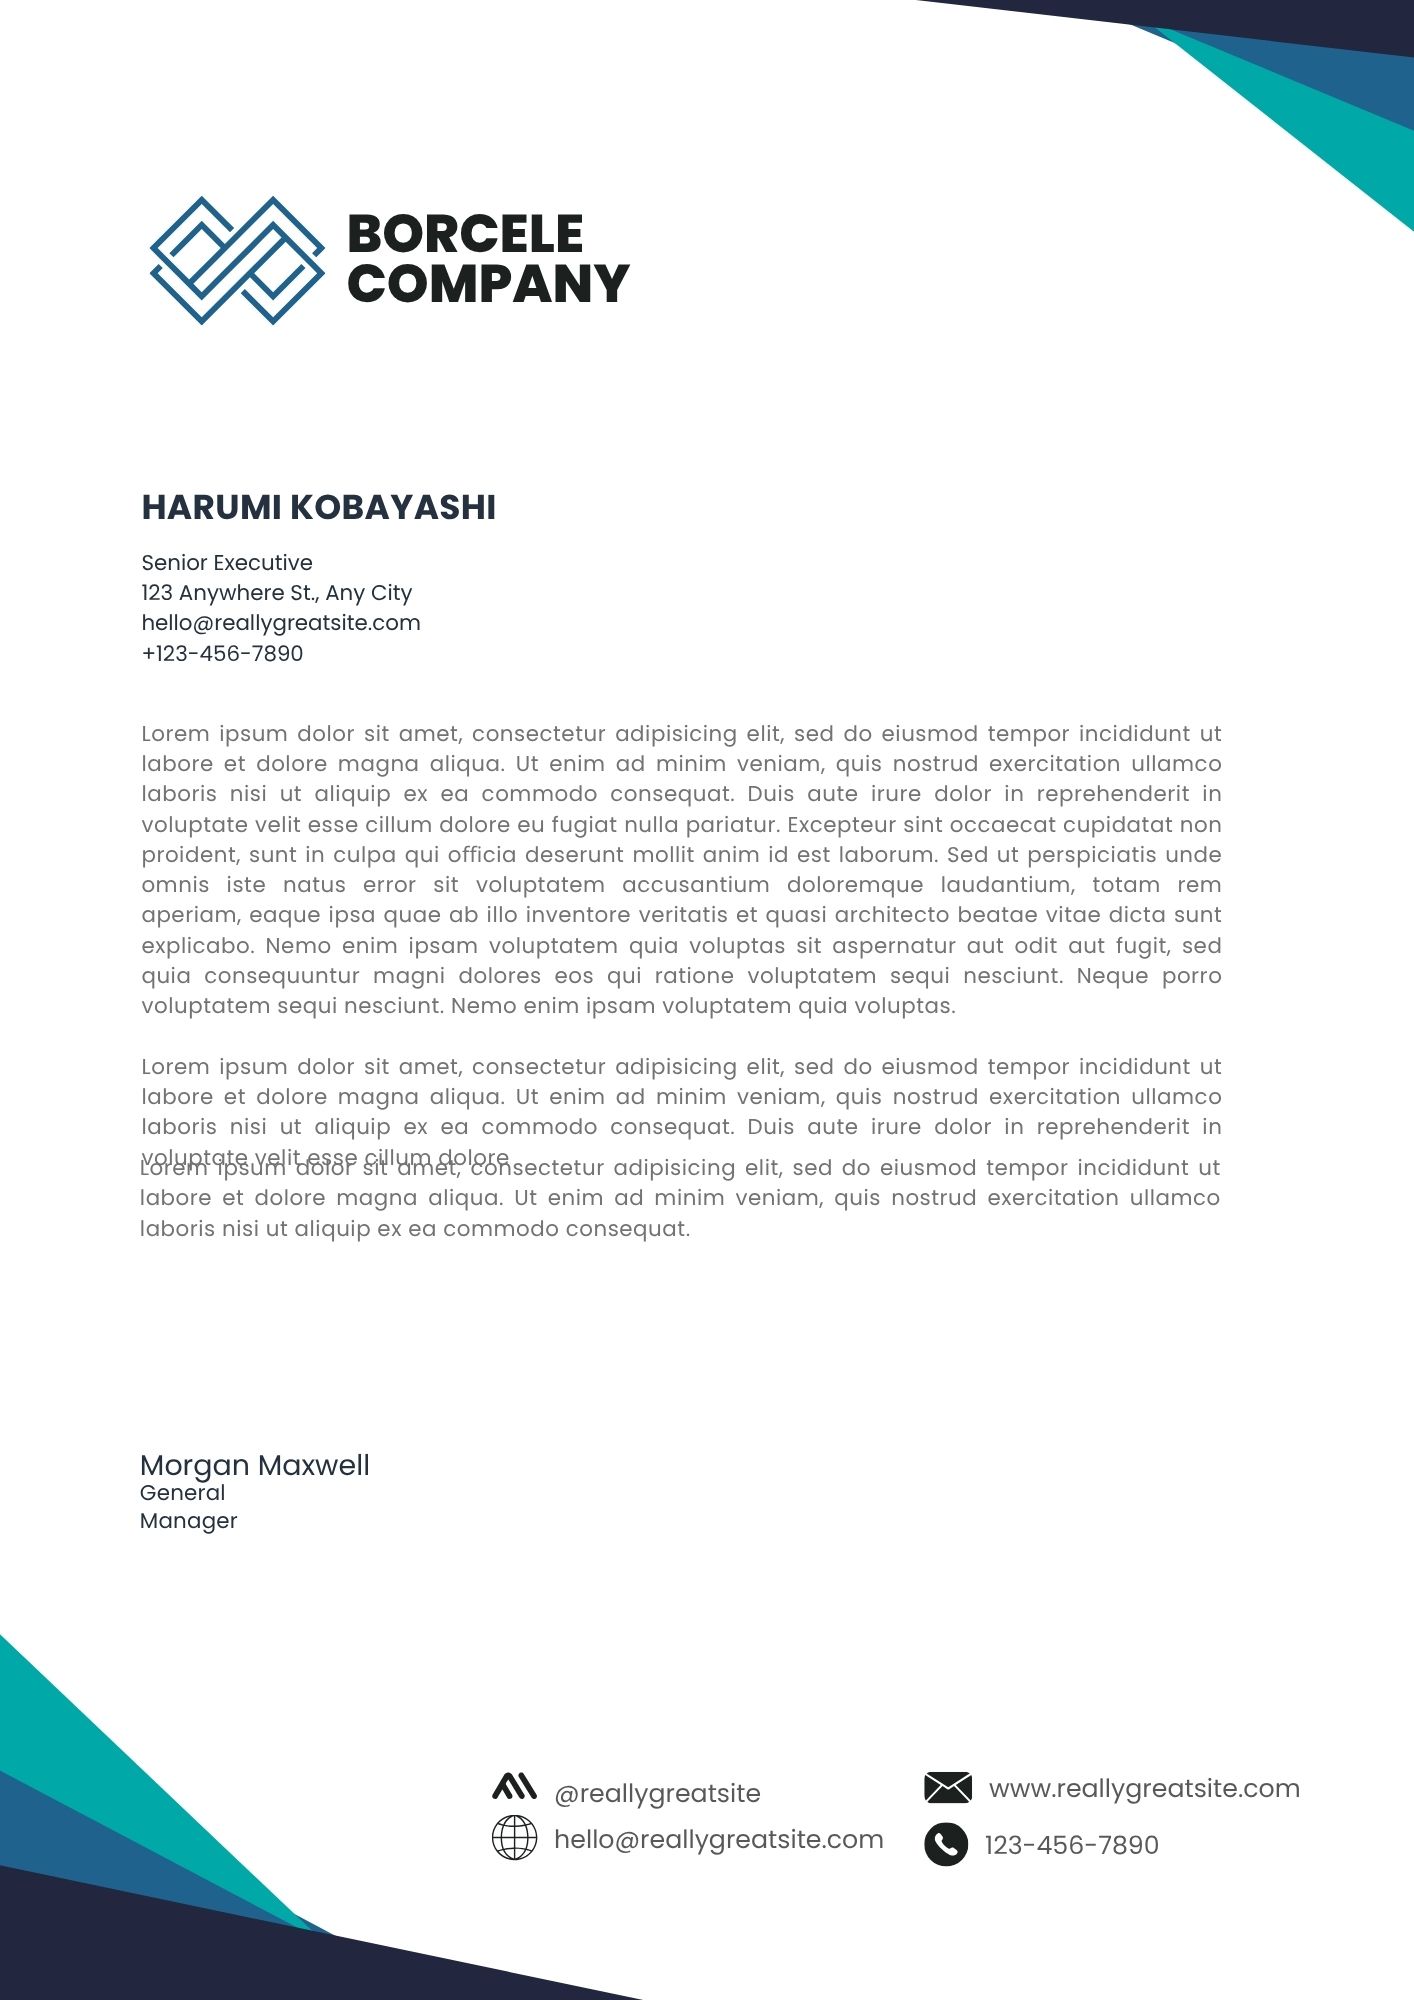 BORCELE
COMPANY
HARUMI KOBAYASHI
Senior Executive
123 Anywhere St., Any City
hello@reallygreatsite.com
+123-456-7890
Lorem ipsum dolor sit amet, consectetur adipisicing elit, sed do eiusmod tempor incididunt ut
labore et dolore magna aliqua. Ut enim ad minim veniam, quis nostrud exercitation ullamco
laboris nisi ut aliquip ex ea commodo consequat. Duis aute irure dolor in reprehenderit in
voluptate velit esse cillum dolore eu fugiat nulla pariatur. Excepteur sint occaecat cupidatat non
proident, sunt in culpa qui officia deserunt mollit anim id est laborum. Sed ut perspiciatis unde
omnis iste natus error sit voluptatem accusantium doloremque laudantium, totam rem
aperiam, eaque ipsa quae ab illo inventore veritatis et quasi architecto beatae vitae dicta sunt
explicabo. Nemo enim ipsam voluptatem quia voluptas sit aspernatur aut odit aut fugit, sed
quia consequuntur magni dolores eos qui ratione voluptatem sequi nesciunt. Neque porro
voluptatem sequi nesciunt. Nemo enim ipsam voluptatem quia voluptas.
Lorem ipsum dolor sit amet, consectetur adipisicing elit, sed do eiusmod tempor incididunt ut
labore et dolore magna aliqua. Ut enim ad minim veniam, quis nostrud exercitation ullamco
laboris nisi ut aliquip ex ea commodo consequat. Duis aute irure dolor in reprehenderit in
voluptate velit esse cillum dolore
Lorem ipsum dolor sit amet, consectetur adipisicing elit, sed do eiusmod tempor incididunt ut
labore et dolore magna aliqua. Ut enim ad minim veniam, quis nostrud exercitation ullamco
laboris nisi ut aliquip ex ea commodo consequat.
Morgan Maxwell
General
Manager
@reallygreatsite
hello@reallygreatsite.com
www.reallygreatsite.com
123-456-7890